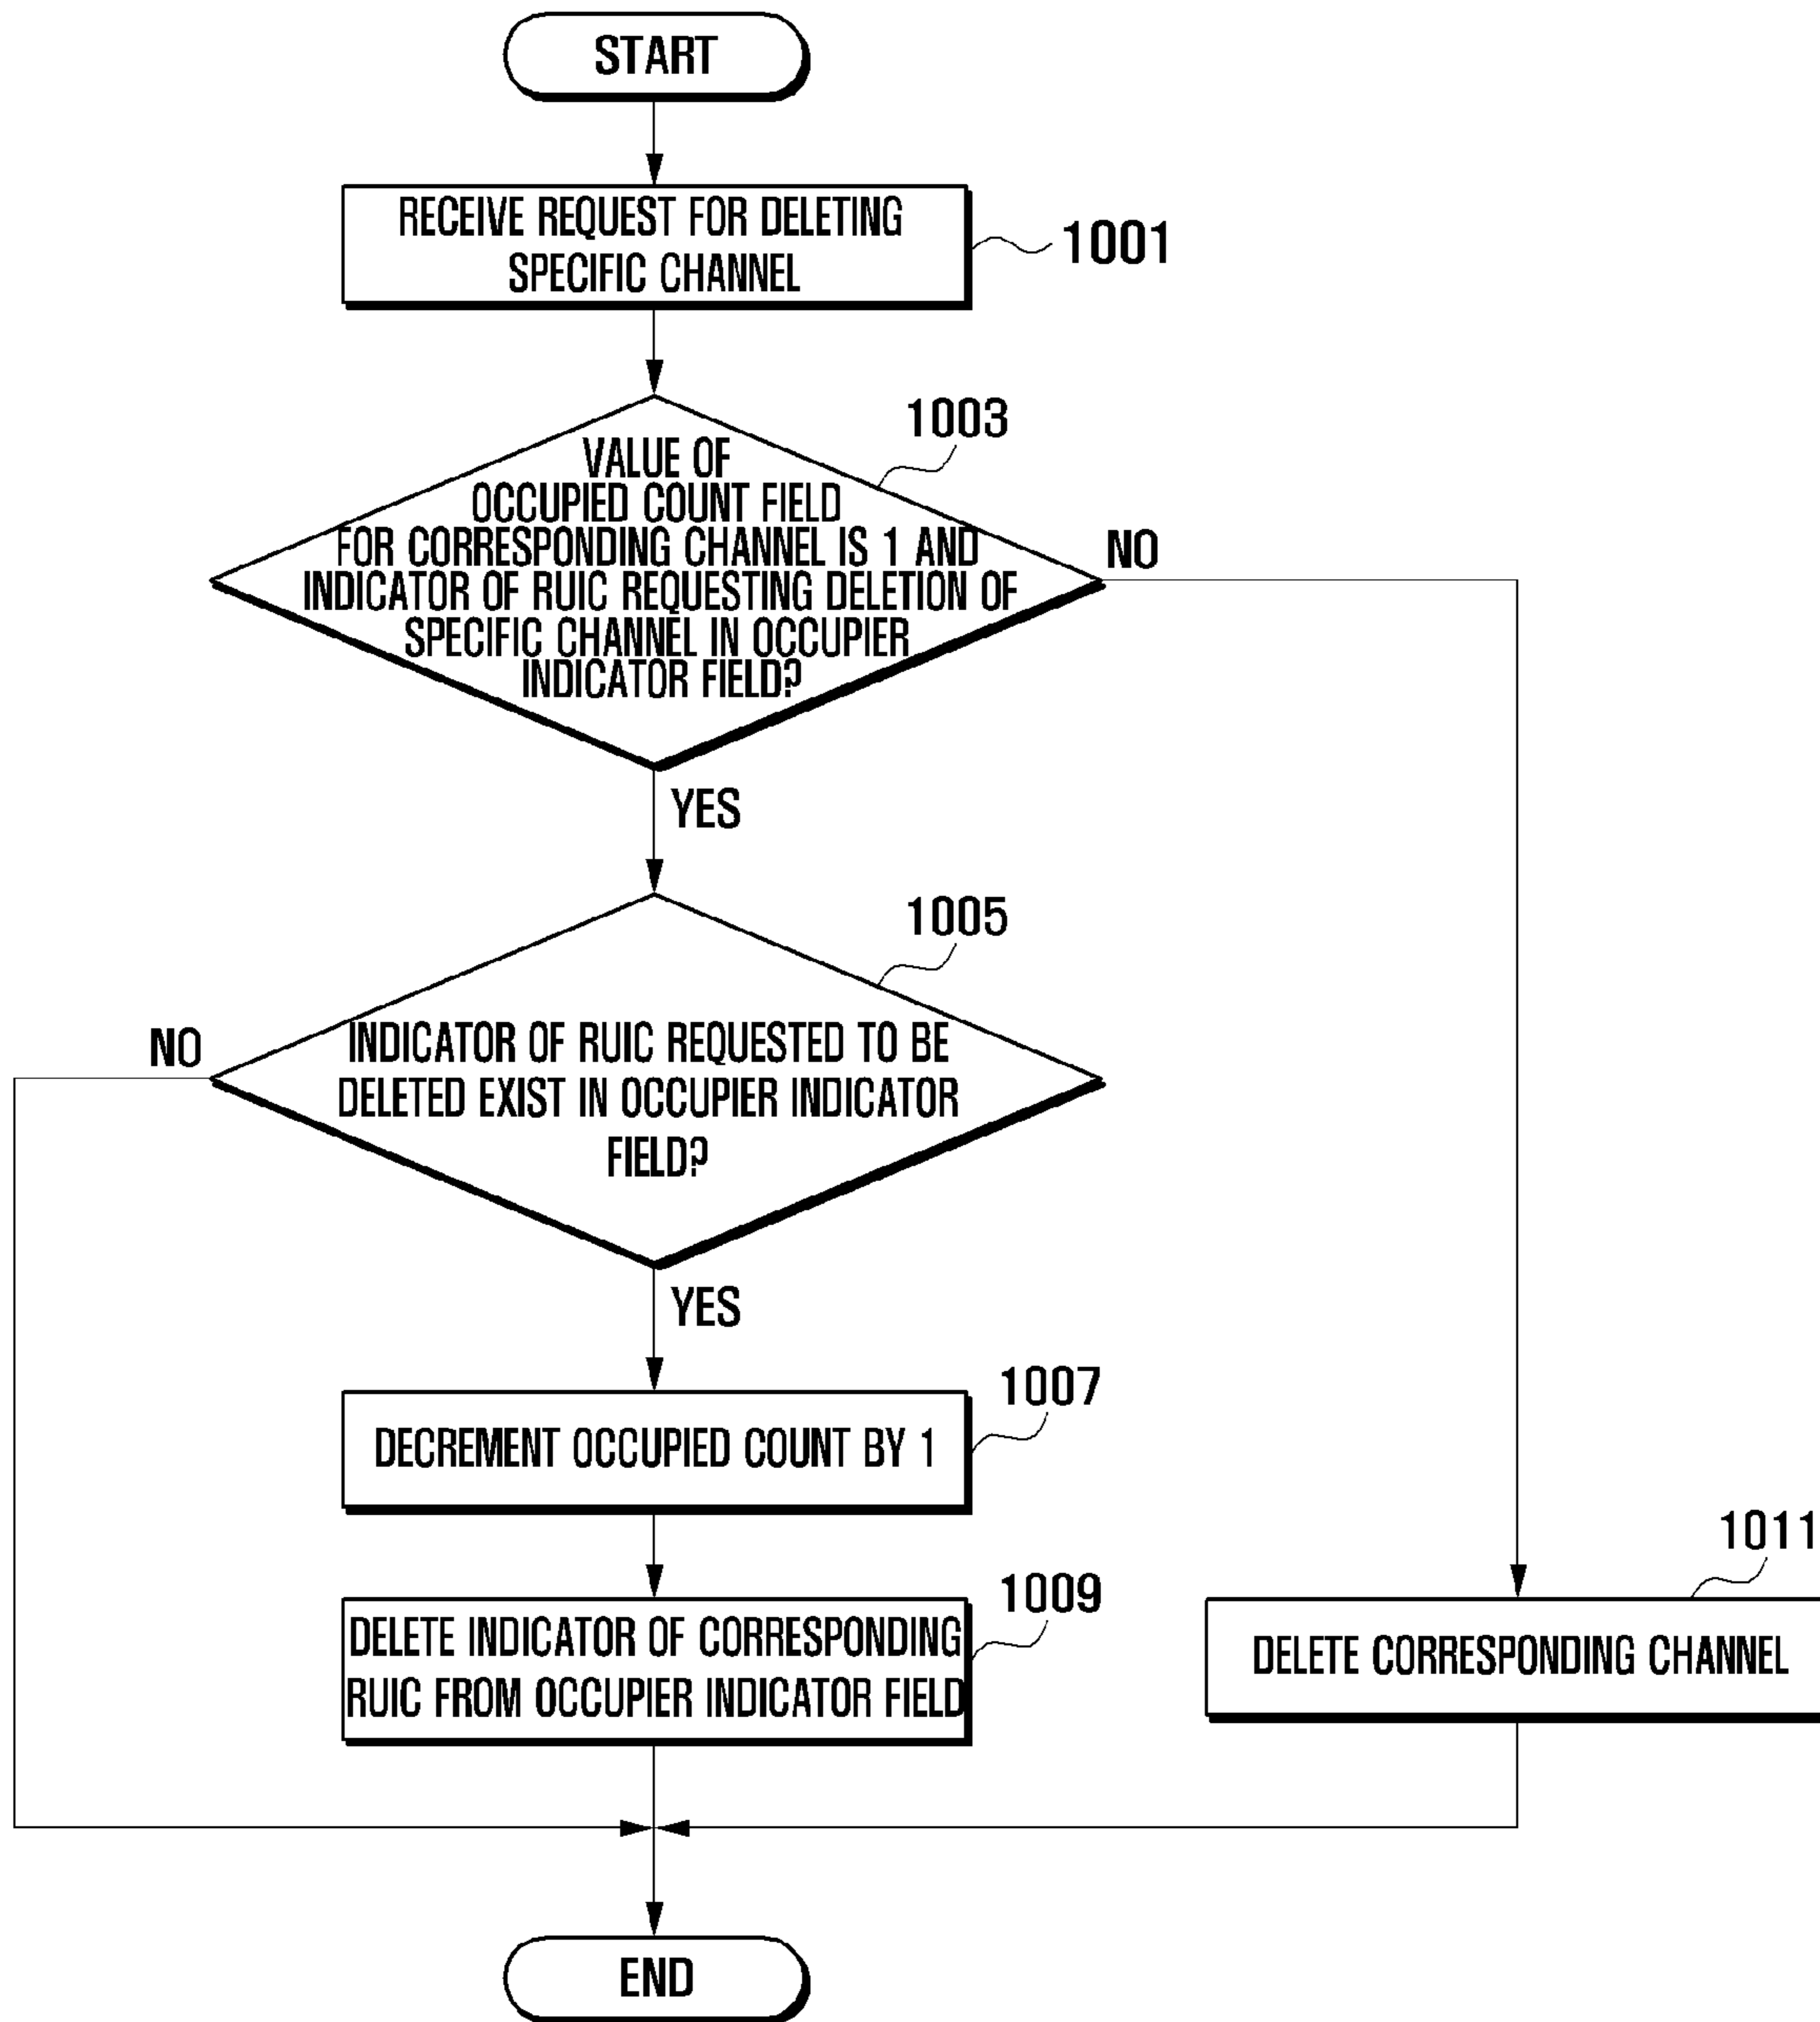 START
RECEIVE REQUEST FOR DELETING
SPECIFIC CHANNEL
1001
1003
VALUE OF
OCCUPIED COUNT FIELD
FOR CORRESPONDING CHANNEL IS 1 AND
INDICATOR OF RUIC REQUESTING DELETION OF
SPECIFIC CHANNEL IN OCCUPIER
INDICATOR FIELD?
NO
YES
1005
INDICATOR OF RUIC REQUESTED TO BE
DELETED EXIST IN OCCUPIER INDICATOR
FIELD?
NO
YES
1007
DECREMENT OCCUPIED COUNT BY 1
1009
DELETE INDICATOR OF CORRESPONDING
RUIC FROM OCCUPIER INDICATOR FIELD
1011
DELETE CORRESPONDING CHANNEL
END